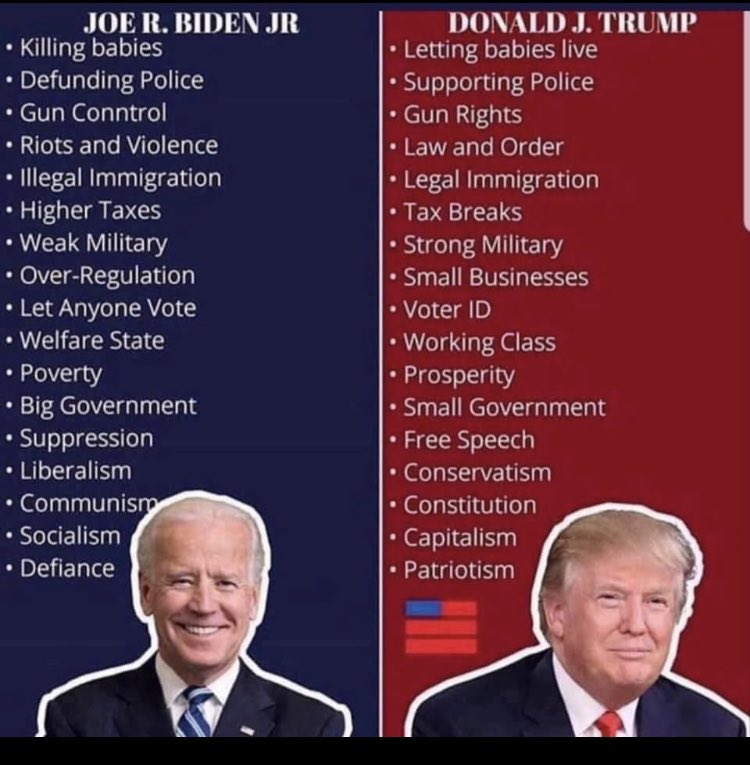 JOE R. BIDEN JR
• Killing babies
• Defunding Police
• Gun Conntrol
• Riots and Violence
• Illegal Immigration
• Higher Taxes
• Weak Military
• Over-Regulation
• Let Anyone Vote
• Welfare State
• Poverty
• Big Government
• Suppression
• Liberalism
• Communism
• Socialism
• Defiance
DONALD J. TRUMP
• Letting babies live
• Supporting Police
• Gun Rights
• Law and Order
• Legal Immigration
• Tax Breaks
• Strong Military
• Small Businesses
• Voter ID
• Working Class
• Prosperity
• Small Government
• Free Speech
• Conservatism
• Constitution
• Capitalism
• Patriotism